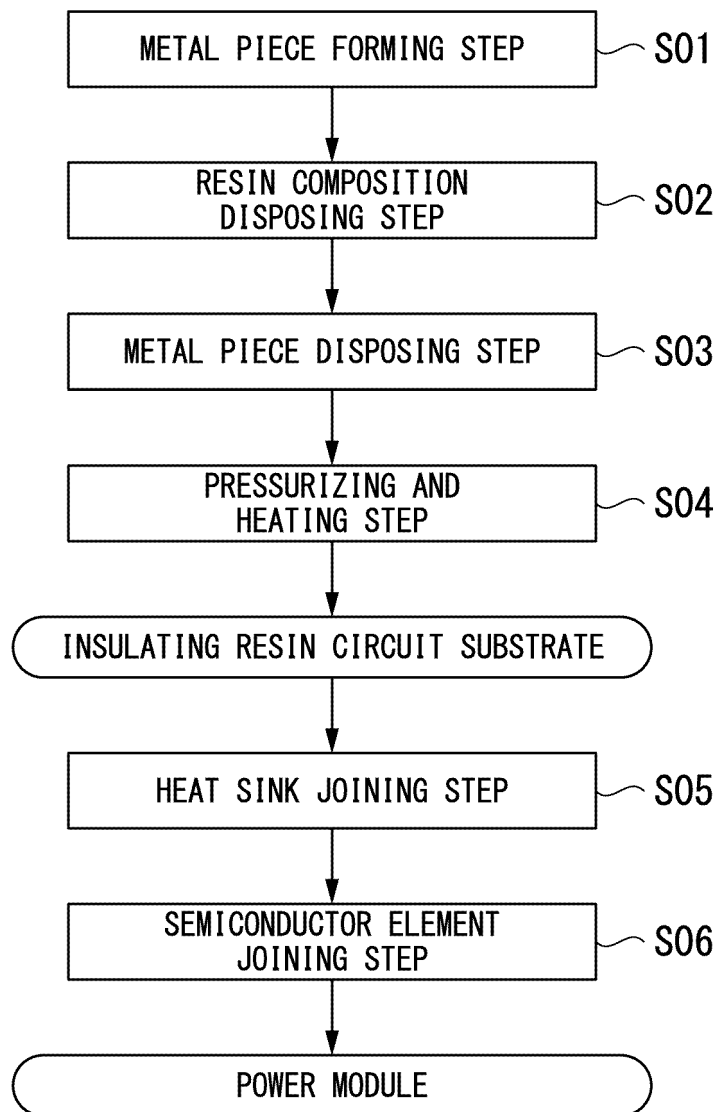 METAL PIECE FORMING STEP
S01
RESIN COMPOSITION
DISPOSING STEP
S02
METAL PIECE DISPOSING STEP
S03
PRESSURIZING AND
HEATING STEP
S04
INSULATING RESIN CIRCUIT SUBSTRATE
HEAT SINK JOINING STEP
S05
SEMICONDUCTOR ELEMENT
JOINING STEP
S06
POWER MODULE